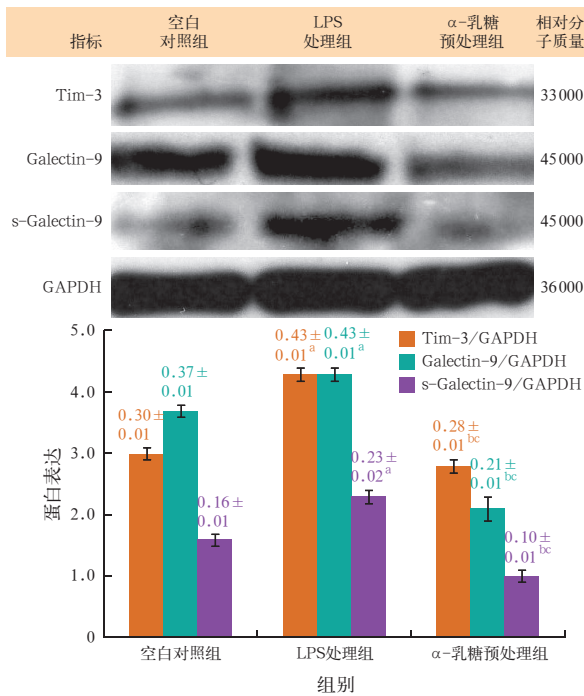 指标
空白
对照组
LPS
处理组
α-乳糖
预处理组
相对分
子质量
Tim-3
33000
Galectin-9
45000
s-Galectin-9
45000
GAPDH
36000
5.0
4.0
3.0
2.0
1.0
0
蛋白表达
Tim-3/GAPDH
Galectin-9/GAPDH
s-Galectin-9/GAPDH
0.30±
0.01
0.37±
0.01
0.16±
0.01
0.43±
0.01a
0.43±
0.01a
0.23±
0.02a
0.28±
0.01bc
0.21±
0.01bc
0.10±
0.01bc
空白对照组
LPS处理组
α-乳糖预处理组
组别